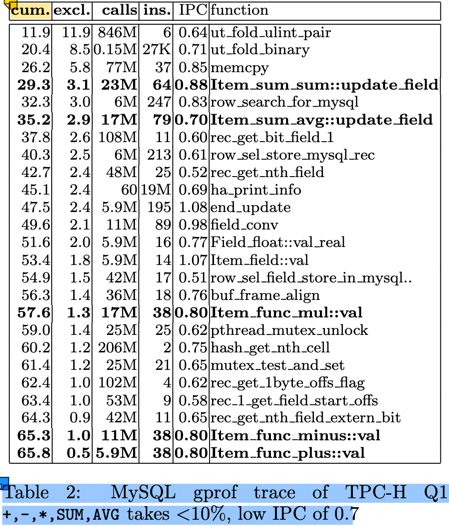 cum. excl. calls ins. IPC function
11.9 11.9 846M 6 0.64 ut_fold_ulint_pair
20.4 8.5 0.15M 27K 0.71 ut_fold_binary
26.2 5.8 77M 37 0.85 memcpy
29.3 3.1 23M 64 0.88 Item_sum_sum::update_field
32.3 3.0 6M 247 0.83 row_search_for_mysql
35.2 2.9 17M 79 0.70 Item_sum_avg::update_field
37.8 2.6 108M 11 0.60 rec_get_bit_field_1
40.3 2.5 6M 213 0.61 row_sel_store_mysql_rec
42.7 2.4 48M 25 0.52 rec_get_nth_field
45.1 2.4 60 19M 0.69 ha_print_info
47.5 2.4 5.9M 195 1.08 end_update
49.6 2.1 11M 89 0.98 field_conv
51.6 2.0 5.9M 16 0.77 Field_float::val_real
53.4 1.8 5.9M 14 1.07 Item_field::val
54.9 1.5 42M 17 0.51 row_sel_field_store_in_mysql..
56.3 1.4 36M 18 0.76 buf_frame_align
57.6 1.3 17M 38 0.80 Item_func_mul::val
59.0 1.4 25M 25 0.62 pthread_mutex_unlock
60.2 1.2 206M 2 0.75 hash_get_nth_cell
61.4 1.2 25M 21 0.65 mutex_test_and_set
62.4 1.0 102M 4 0.62 rec_get_1byte_offs_flag
63.4 1.0 53M 9 0.58 rec_1_get_field_start_offs
64.3 0.9 42M 11 0.65 rec_get_nth_field_extern_bit
65.3 1.0 11M 38 0.80 Item_func_minus::val
65.8 0.5 5.9M 38 0.80 Item_func_plus::val
Table 2: MySQL gprof trace of TPC-H Q1
+,-,*,SUM,AVG takes <10%, low IPC of 0.7